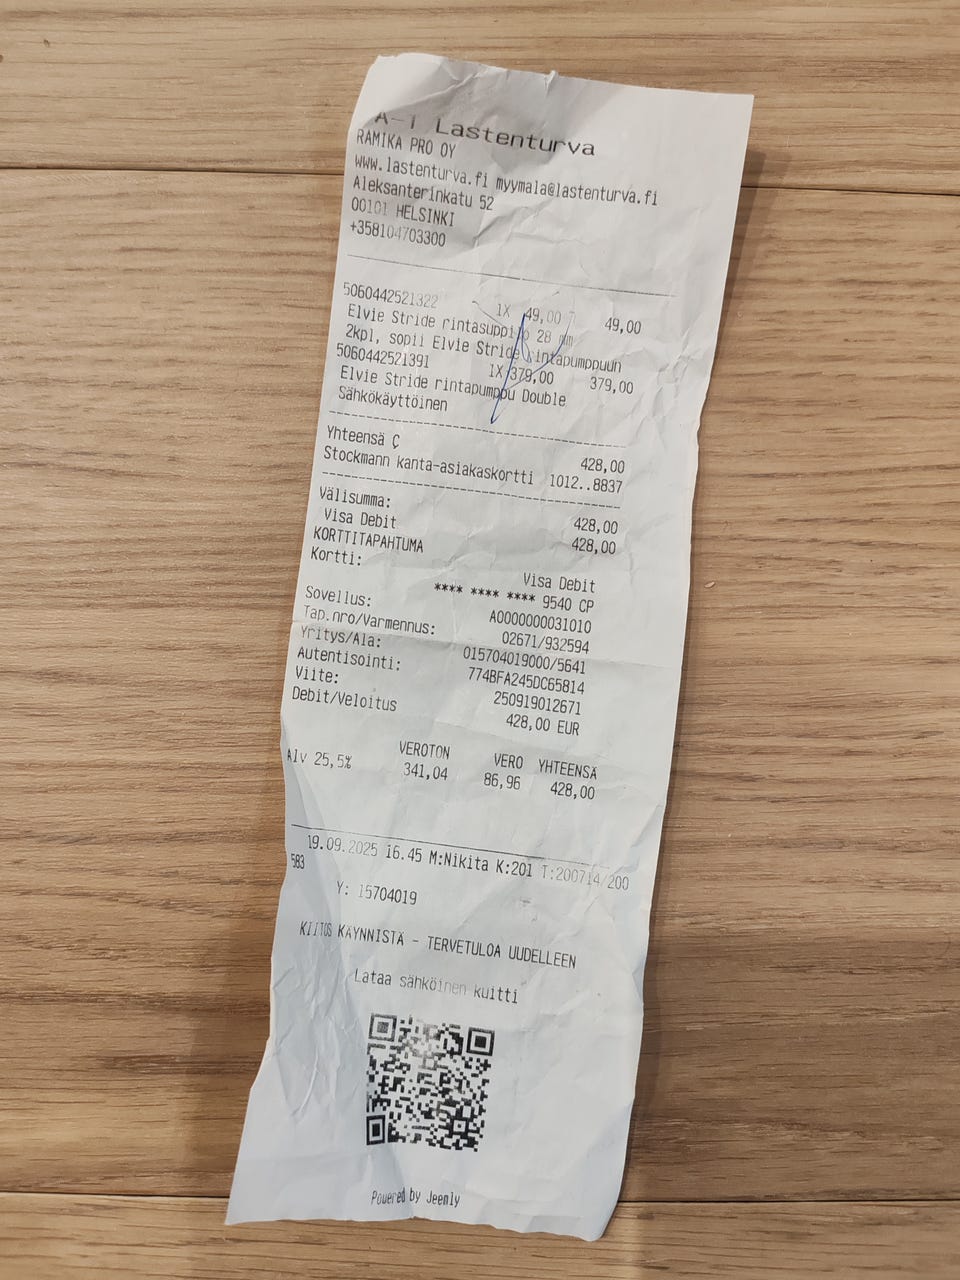 A-T Lastenturva
RAMIKA PRO OY
www.lastenturva.fi myymala@lastenturva.fi
Aleksanterinkatu 52
00101 HELSINKI
+358104703300
5060442521322 1X 49,00 49,00
Elvie Stride rintasuppilo 28 mm
2kpl, sopii Elvie Stride rintapumppuun
5060442521391 1X 379,00 379,00
Elvie Stride rintapumppu Double
Sähkökäyttöinen
Yhteensä Ç 428,00
Stockmann kanta-asiakaskortti 1012..8837
Välisumma: 428,00
Visa Debit 428,00
KORTTITAPAHTUMA
Kortti: Visa Debit
**** **** **** 9540 CP
Sovellus: A0000000031010
Tap.nro/Varmennus: 02671/932594
Yritys/Ala: 015704019000/5641
Autentisointi: 774BFA245DC65814
Viite: 250919012671
Debit/Veloitus 428,00 EUR
VEROTON VERO YHTEENSÄ
Alv 25,5% 341,04 86,96 428,00
19.09.2025 16.45 M:Nikita K:201 T:200714/200
583
Y: 15704019
KIITOS KÄYNNISTÄ - TERVETULOA UUDELLEEN
Lataa sähköinen kuitti
Powered by Jeemly